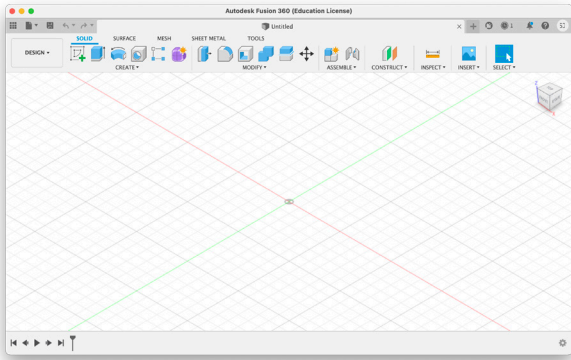 Autodesk Fusion 360 (Education License)
Untitled
1
SOLID SURFACE MESH SHEET METAL TOOLS
DESIGN
CREATE MODIFY ASSEMBLE CONSTRUCT INSPECT INSERT SELECT
Z